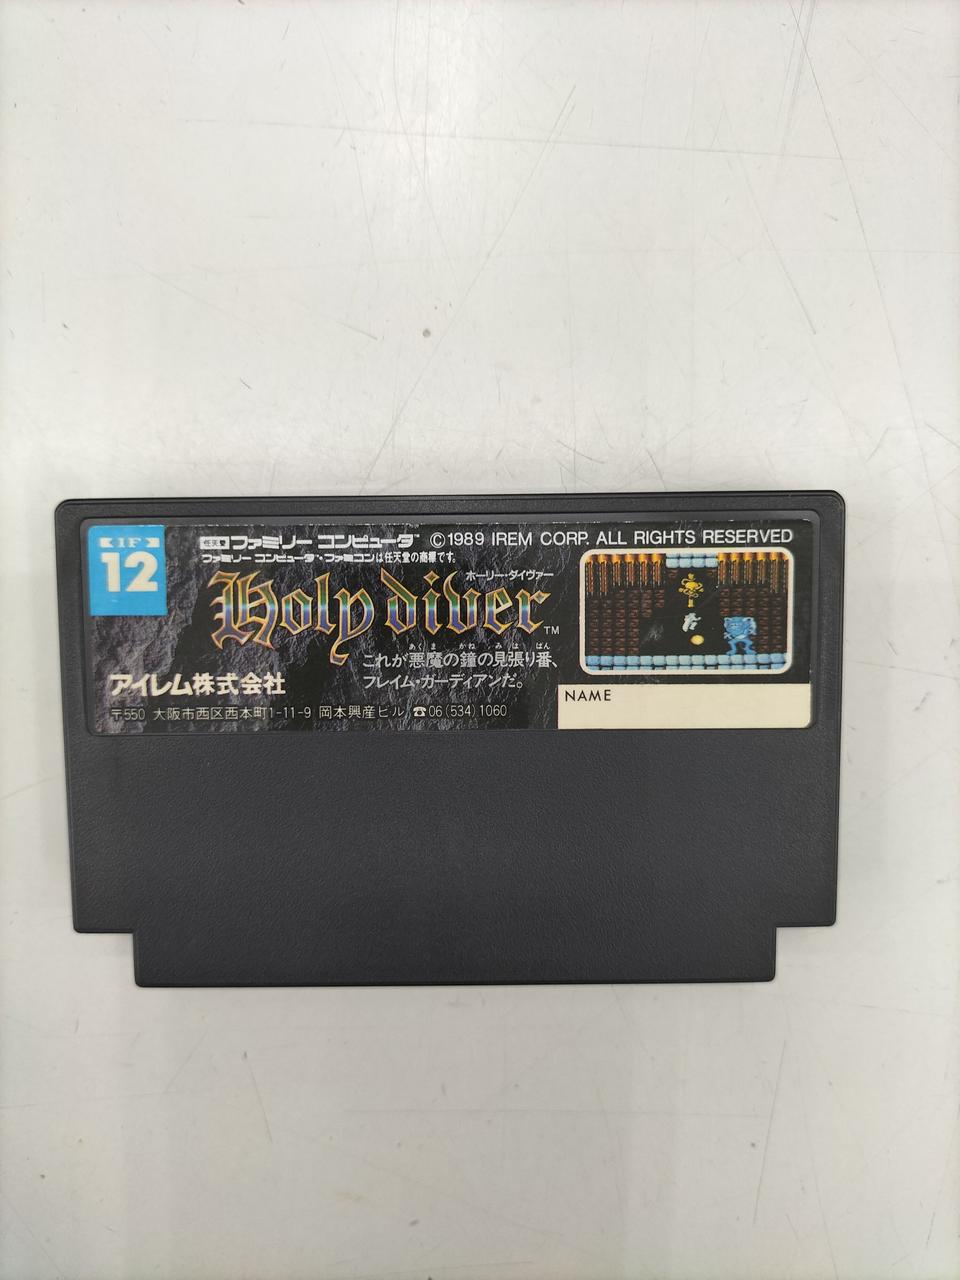 IF
12
任天堂 ファミリー コンピュータ™ ©1989 IREM CORP. ALL RIGHTS RESERVED
ファミリー コンピュータ・ファミコンは任天堂の商標です。
ホーリー・ダイヴァー
Holy diver™
あくま かね みは ばん
これが悪魔の鐘の見張り番、
フレイム・ガーディアンだ。
アイレム株式会社
〒550 大阪市西区西本町1-11-9 岡本興産ビル ☎06(534)1060
NAME